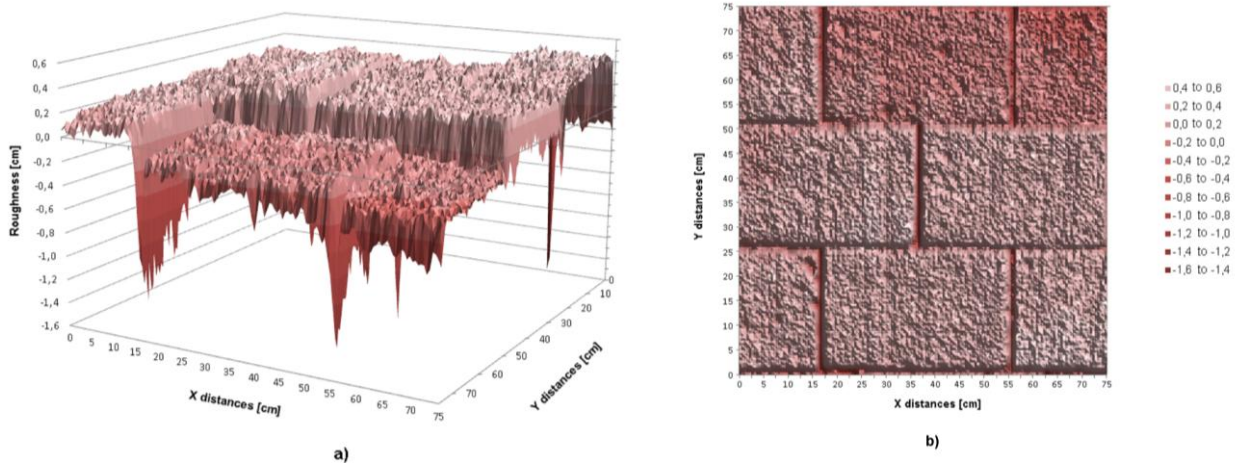 0,6
0,4
0,2
0,0
-0,2
-0,4
-0,6
-0,8
-1,0
-1,2
-1,4
-1,6
Roughness [cm]
0 5 10 15 20 25 30 35 40 45 50 55 60 65 70 75
X distances [cm]
0
10
20
30
40
50
60
70
Y distances [cm]
a)
75
70
65
60
55
50
45
40
35
30
25
20
15
10
5
0
Y distances [cm]
0 5 10 15 20 25 30 35 40 45 50 55 60 65 70 75
X distances [cm]
b)
0,4 to 0,6
0,2 to 0,4
0,0 to 0,2
-0,2 to 0,0
-0,4 to -0,2
-0,6 to -0,4
-0,8 to -0,6
-1,0 to -0,8
-1,2 to -1,0
-1,4 to -1,2
-1,6 to -1,4